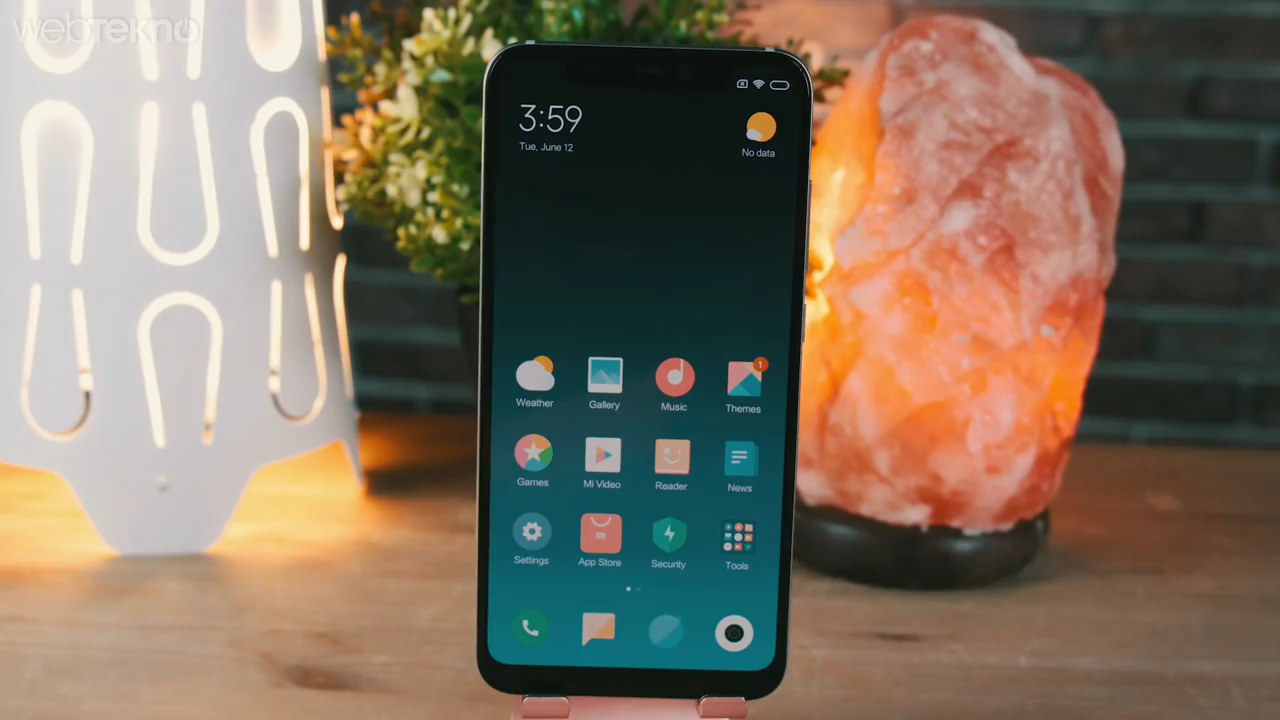 webtekno
3:59
Tue, June 12
No data
1
Weather
Gallery
Music
Themes
Games
Mi Video
Reader
News
Settings
mi
App Store
Security
Tools